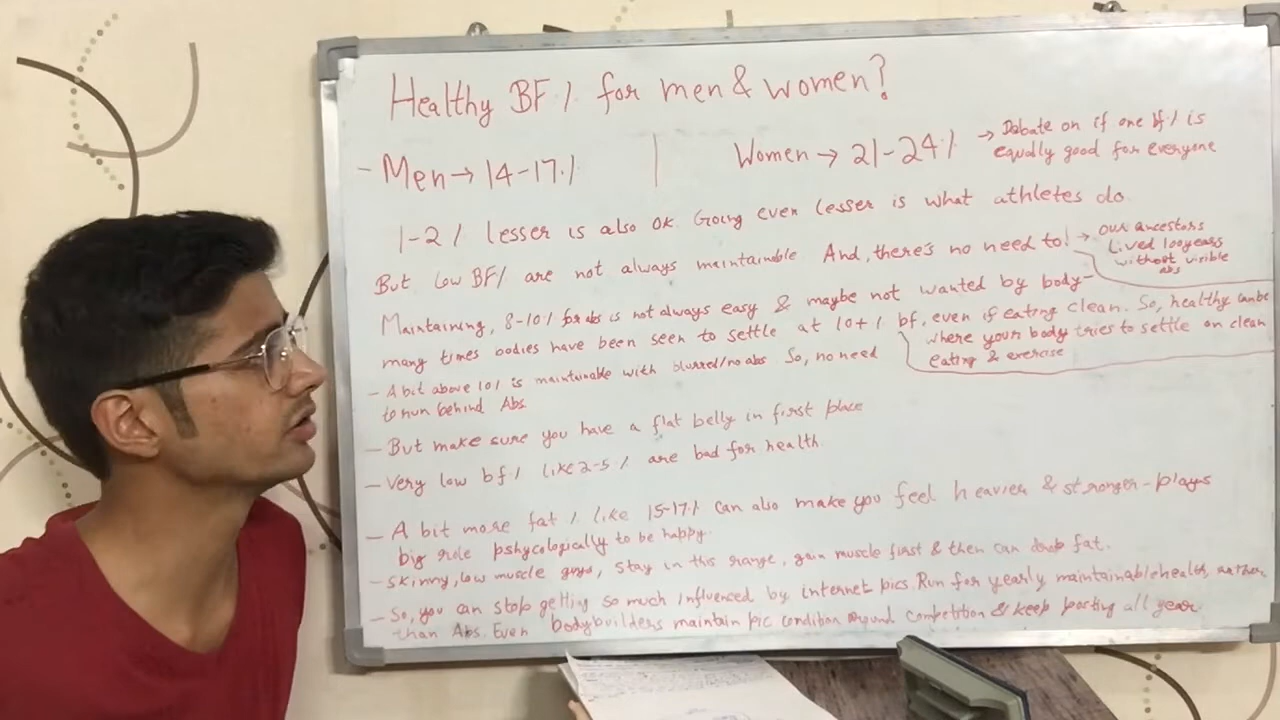 Healthy BF% for men & women?
- Men → 14-17% | Women → 21-24% → Debate on if one bf% is
equally good for everyone
1-2% lesser is also ok. Going even lesser is what athletes do.
But low BF% are not always maintainable And, there's no need to! → our ancestors
lived 100years
without visible
abs
Maintaining, 8-10% for abs is not always easy & maybe not wanted by body-
many times bodies have been seen to settle at 10+% bf, even if eating clean. So, healthy can be
where your body tries to settle on clean
eating & exercise
- A bit above 10% is maintainable with blurred/no abs So, no need
to run behind Abs
- But make sure you have a flat belly in first place
- Very low bf% like 2-5% are bad for health
- A bit more fat % like 15-17% can also make you feel heavier & stronger-plays
big role pshycologically to be happy.
- Skinny, low muscle guys, stay in this range, gain muscle first & then can drop fat.
- So, you can stop getting so much influenced by internet pics. Run for yearly maintainable health, rather
than Abs. Even bodybuilders maintain pic condition around competition & keep posting all year